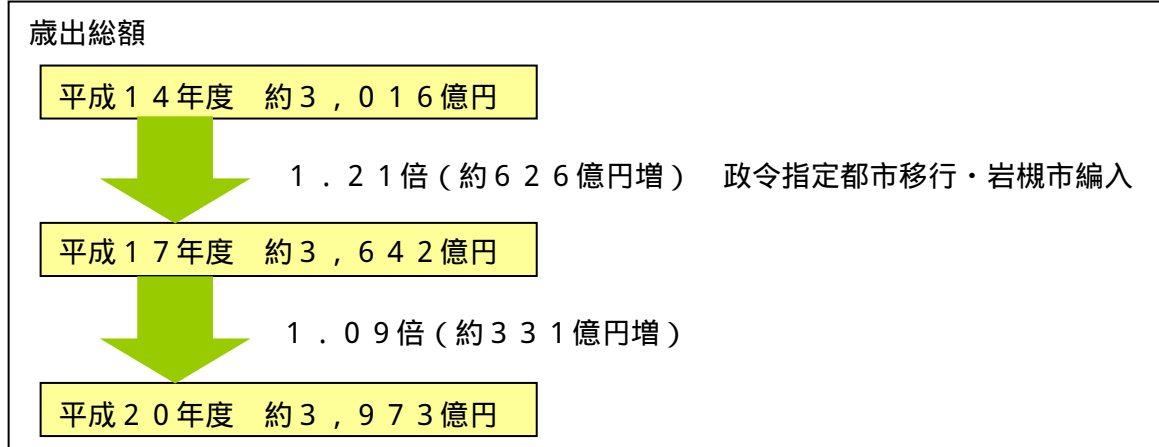 歳出総額
平成１４年度　約３，０１６億円
１．２１倍（約６２６億円増）　政令指定都市移行・岩槻市編入
平成１７年度　約３，６４２億円
１．０９倍（約３３１億円増）
平成２０年度　約３，９７３億円